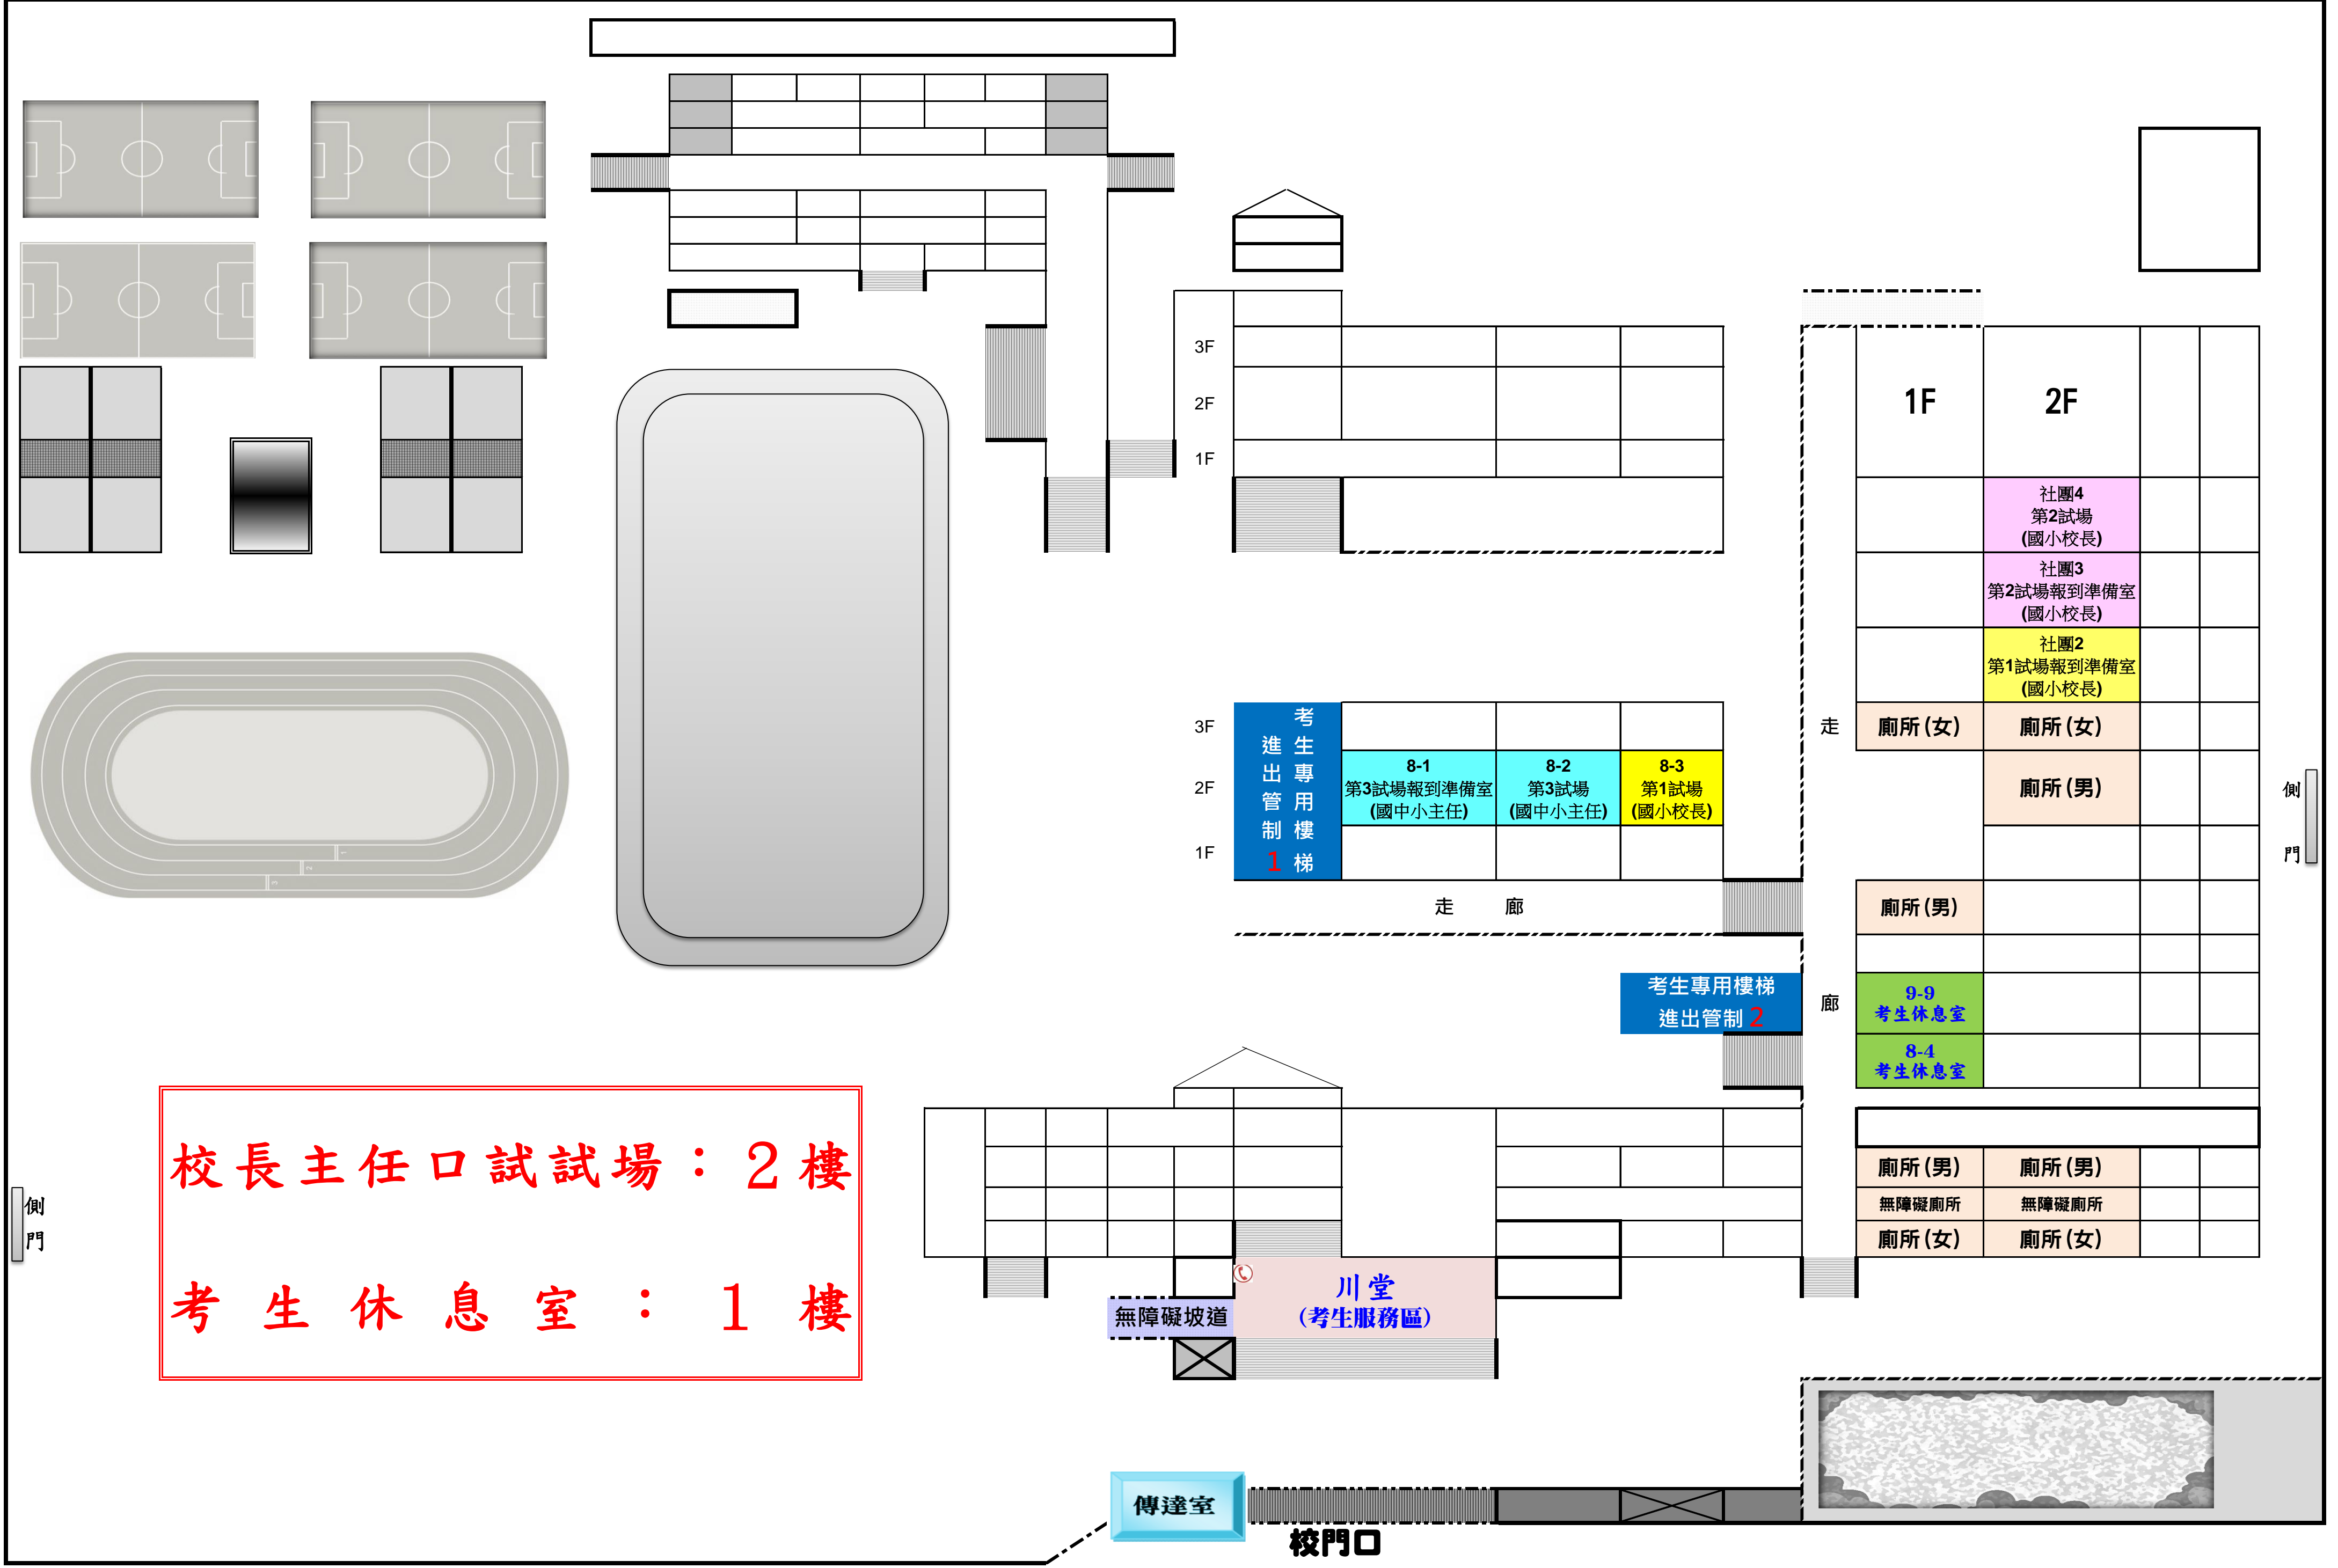 3F
2F
1F
1F
2F
社團4
第2試場
(國小校長)
社團3
第2試場報到準備室
(國小校長)
社團2
第1試場報到準備室
(國小校長)
3F
2F
1F
考生專用樓梯
進出管制1
8-1
第3試場報到準備室
(國中小主任)
8-2
第3試場
(國中小主任)
8-3
第1試場
(國小校長)
走廊
走廊
廁所(女)
廁所(女)
廁所(男)
廁所(男)
側門
考生專用樓梯
進出管制2
9-9
考生休息室
8-4
考生休息室
校長主任口試試場：2樓
考生休息室：1樓
側門
廁所(男)
廁所(男)
無障礙廁所
無障礙廁所
廁所(女)
廁所(女)
川堂
(考生服務區)
無障礙坡道
傳達室
校門口